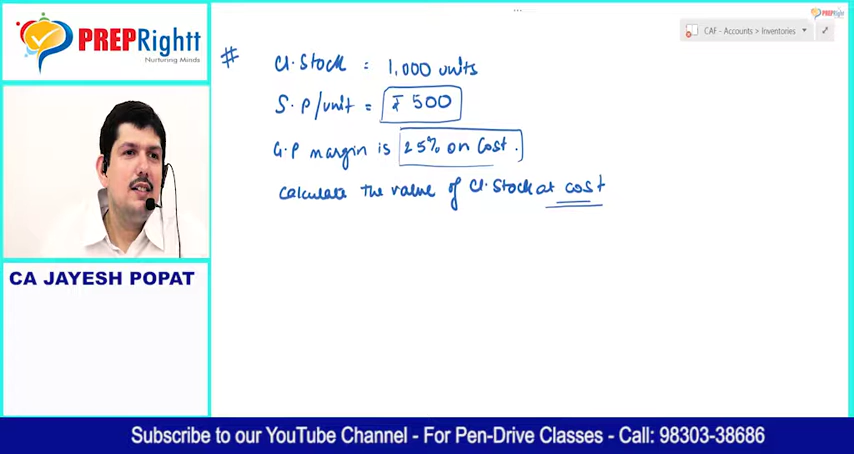 PREPRightt
Nurturing Minds
CA JAYESH POPAT
CAF - Accounts > Inventories
PREPRightt
# Cl. Stock = 1,000 units
S.P/unit = ₹ 500
G.P margin is 25% on Cost.
Calculate the value of Cl. Stock at cost
Subscribe to our YouTube Channel - For Pen-Drive Classes - Call: 98303-38686